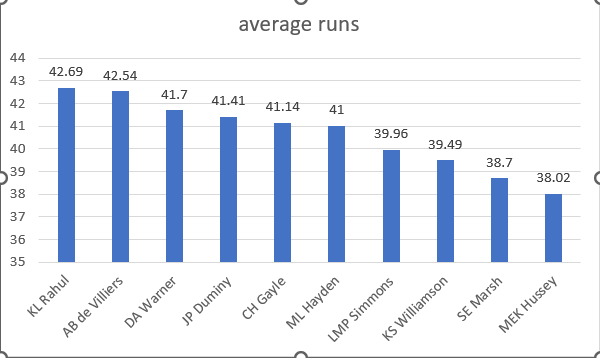 average runs
44
43
42
41
40
39
38
37
36
35
42.69
42.54
41.7
41.41
41.14
41
39.96
39.49
38.7
38.02
KL Rahul
AB de Villiers
DA Warner
JP Duminy
CH Gayle
ML Hayden
LMP Simmons
KS Williamson
SE Marsh
MEK Hussey